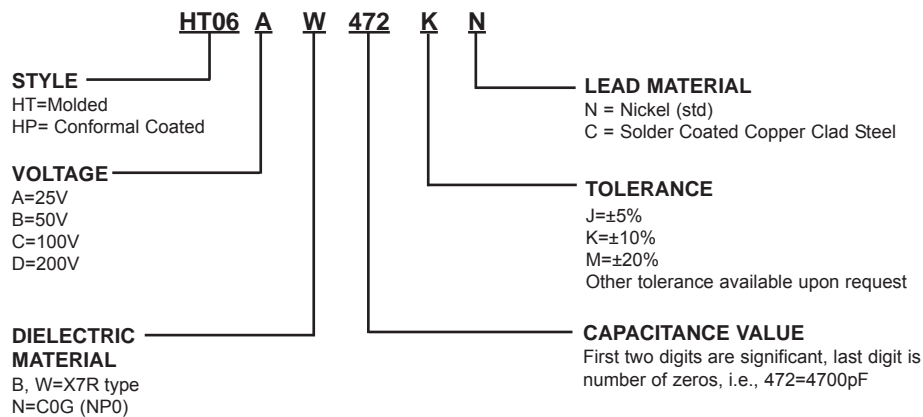 HT06 A W 472 K N
STYLE
HT=Molded
HP= Conformal Coated
VOLTAGE
A=25V
B=50V
C=100V
D=200V
DIELECTRIC
MATERIAL
B, W=X7R type
N=C0G (NP0)
LEAD MATERIAL
N = Nickel (std)
C = Solder Coated Copper Clad Steel
TOLERANCE
J=±5%
K=±10%
M=±20%
Other tolerance available upon request
CAPACITANCE VALUE
First two digits are significant, last digit is
number of zeros, i.e., 472=4700pF